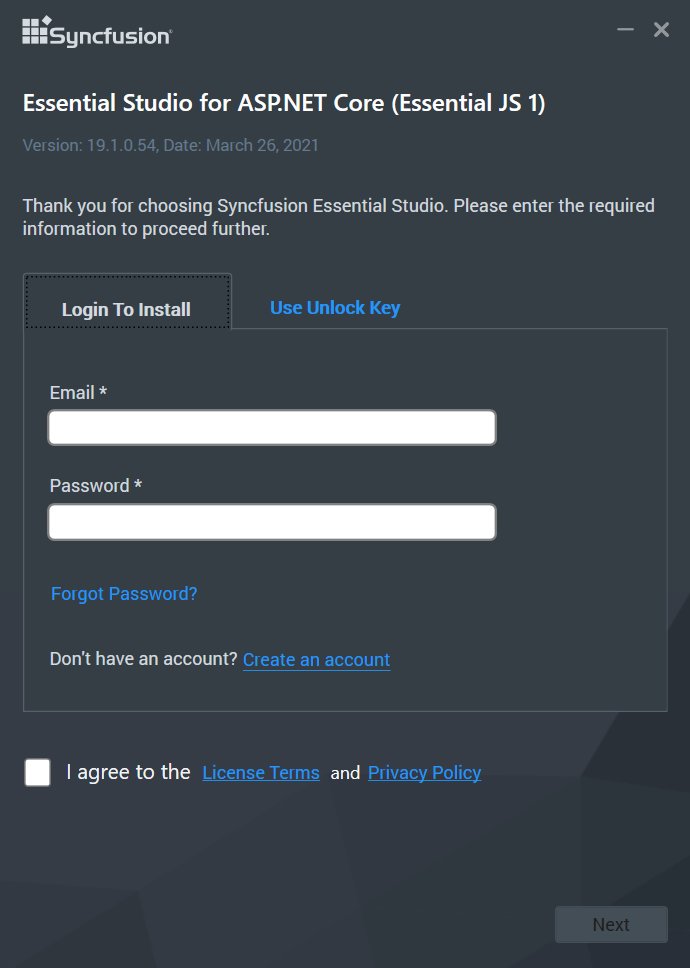 Syncfusion®
Essential Studio for ASP.NET Core (Essential JS 1)
Version: 19.1.0.54, Date: March 26, 2021
Thank you for choosing Syncfusion Essential Studio. Please enter the required
information to proceed further.
Login To Install
Use Unlock Key
Email *
Password *
Forgot Password?
Don't have an account? Create an account
I agree to the License Terms and Privacy Policy
Next